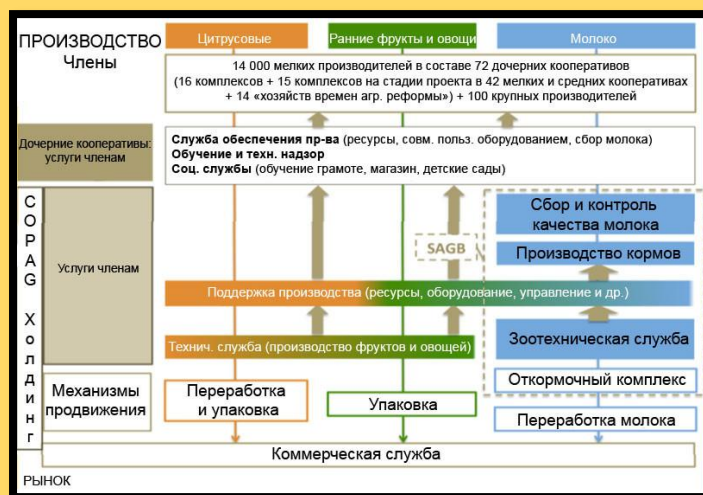 ПРОИЗВОДСТВО
Члены
Цитрусовые
Ранние фрукты и овощи
Молоко
14 000 мелких производителей в составе 72 дочерних кооперативов
(16 комплексов + 15 комплексов на стадии проекта в 42 мелких и средних кооперативах
+ 14 «хозяйств времен агр. реформы») + 100 крупных производителей
Дочерние кооперативы:
услуги членам
Служба обеспечения пр-ва (ресурсы, совм. польз. оборудованием, сбор молока)
Обучение и техн. надзор
Соц. службы (обучение грамоте, магазин, детские сады)
COPAG Холдинг
Услуги членам
SAGB
Сбор и контроль
качества молока
Производство кормов
Поддержка производства (ресурсы, оборудование, управление и др.)
Технич. служба (производство фруктов и овощей)
Зоотехническая служба
Откормочный комплекс
Механизмы
продвижения
Переработка
и упаковка
Упаковка
Переработка молока
Коммерческая служба
РЫНОК